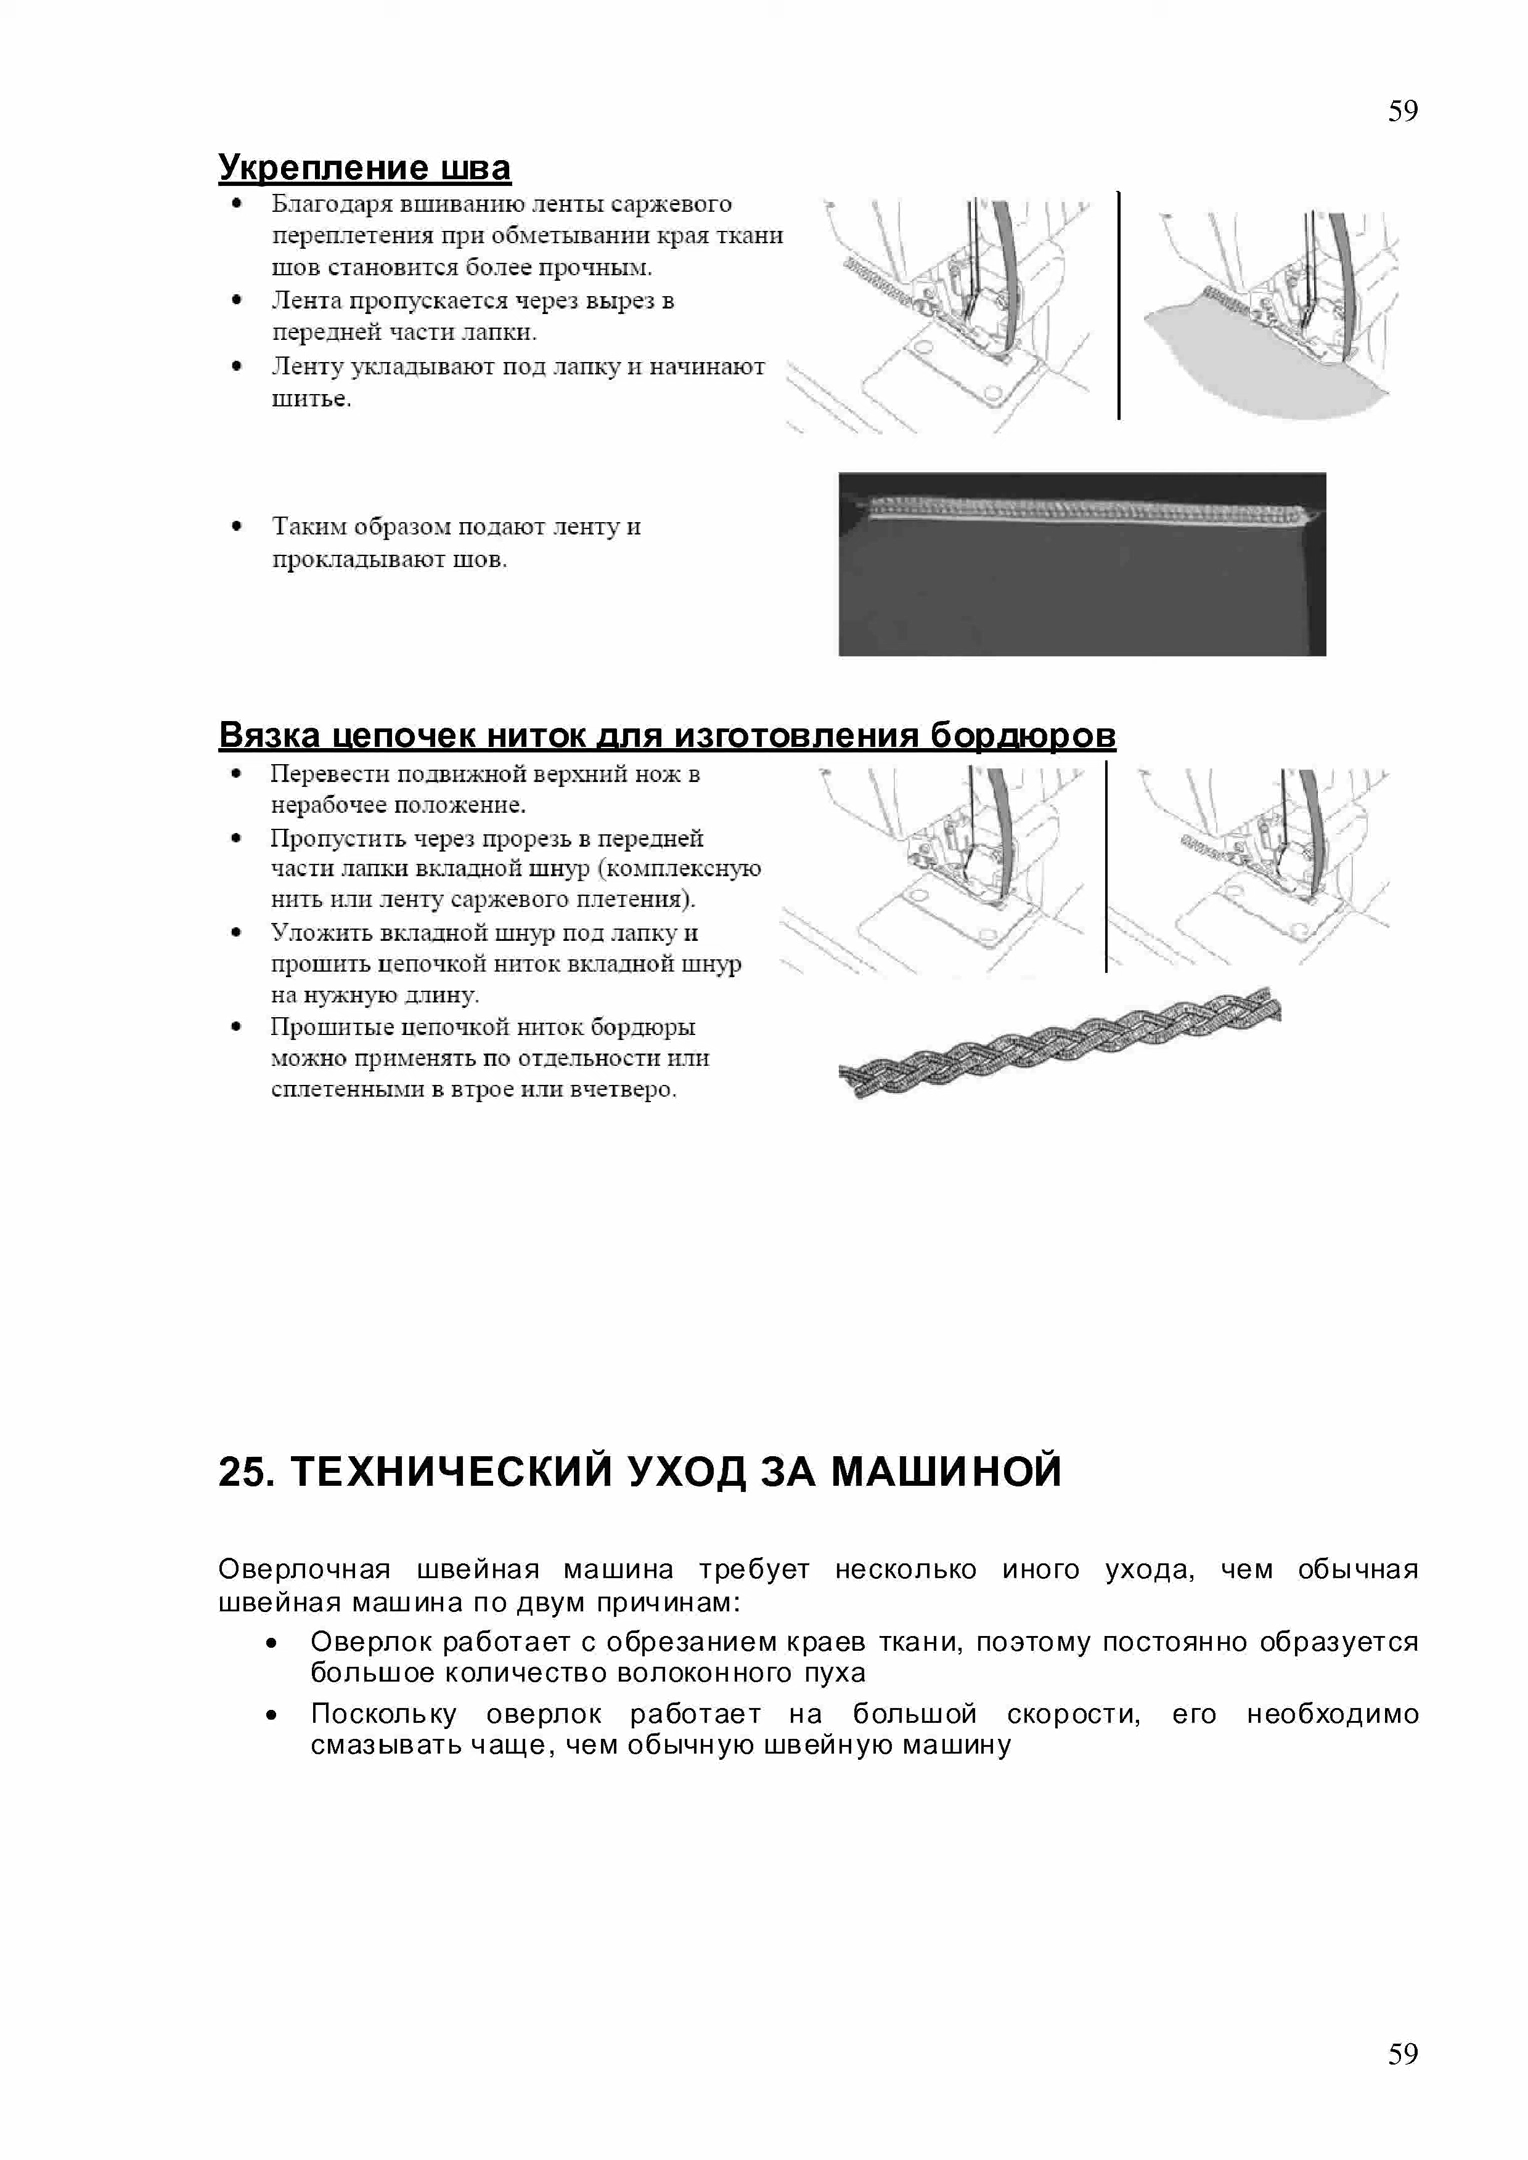 59
Укрепление шва
• Благодаря вшиванию ленты саржевого
переплетения при обметывании края ткани
шов становится более прочным.
• Лента пропускается через вырез в
передней части лапки.
• Ленту укладывают под лапку и начинают
шитье.
• Таким образом подают ленту и
прокладывают шов.
Вязка цепочек ниток для изготовления бордюров
• Перевести подвижной верхний нож в
нерабочее положение.
• Пропустить через прорезь в передней
части лапки вкладной шнур (комплексную
нить или ленту саржевого плетения).
• Уложить вкладной шнур под лапку и
прошить цепочкой ниток вкладной шнур
на нужную длину.
• Прошитые цепочкой ниток бордюры
можно применять по отдельности или
сплетенными в втрое или вчетверо.
25. ТЕХНИЧЕСКИЙ УХОД ЗА МАШИНОЙ
Оверлочная швейная машина требует несколько иного ухода, чем обычная
швейная машина по двум причинам:
• Оверлок работает с обрезанием краев ткани, поэтому постоянно образуется
большое количество волоконного пуха
• Поскольку оверлок работает на большой скорости, его необходимо
смазывать чаще, чем обычную швейную машину
59